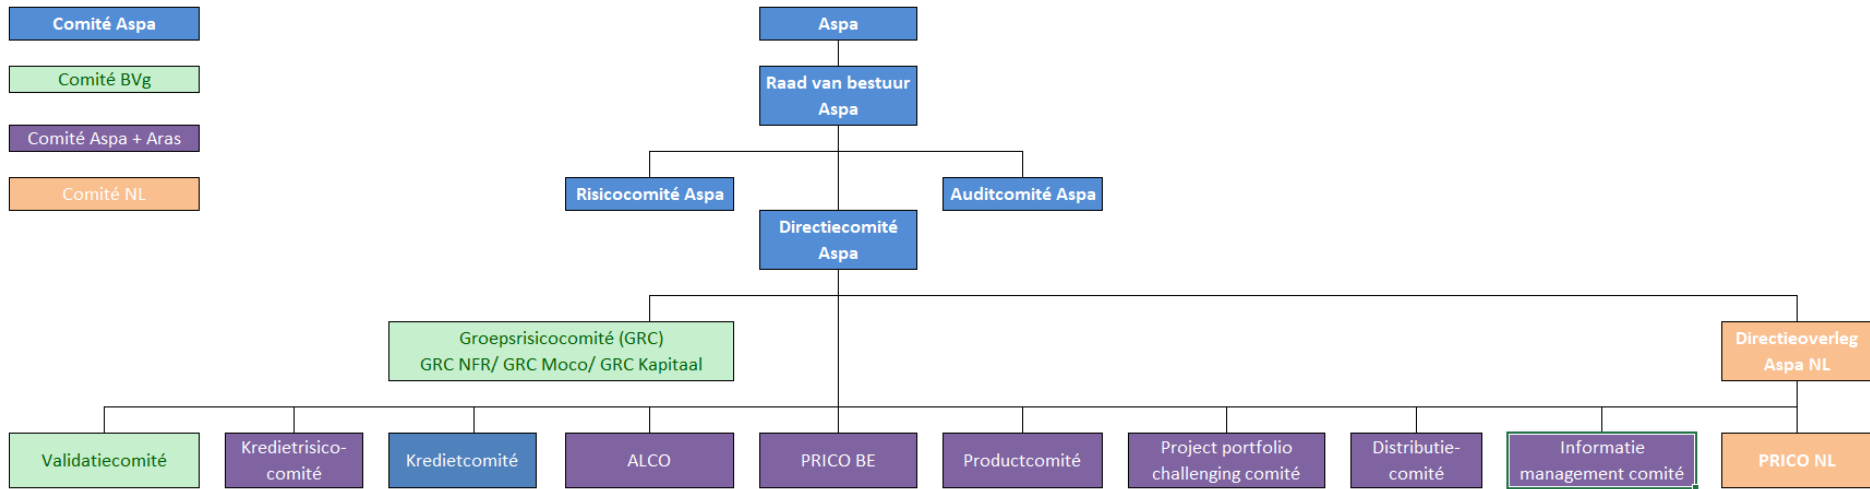 Comité Aspa
Comité BVg
Comité Aspa + Aras
Comité NL
Aspa
Raad van bestuur
Aspa
Risicocomité Aspa
Auditcomité Aspa
Directiecomité
Aspa
Groepsrisicocomité (GRC)
GRC NFR/ GRC Moco/ GRC Kapitaal
Directieoverleg
Aspa NL
Validatiecomité
Kredietrisico-
comité
Kredietcomité
ALCO
PRICO BE
Productcomité
Project portfolio
challenging comité
Distributie-
comité
Informatie
management comité
PRICO NL